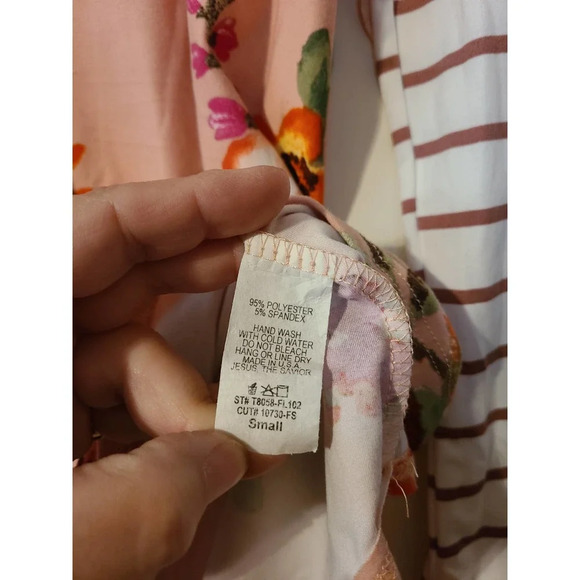 95% POLYESTER
5% SPANDEX
HAND WASH
WITH COLD WATER
DO NOT BLEACH
HANG OR LINE DRY
MADE IN U.S.A
JESUS, THE SAVIOR
ST# T8058-FL102
CUT# 10730-FS
Small